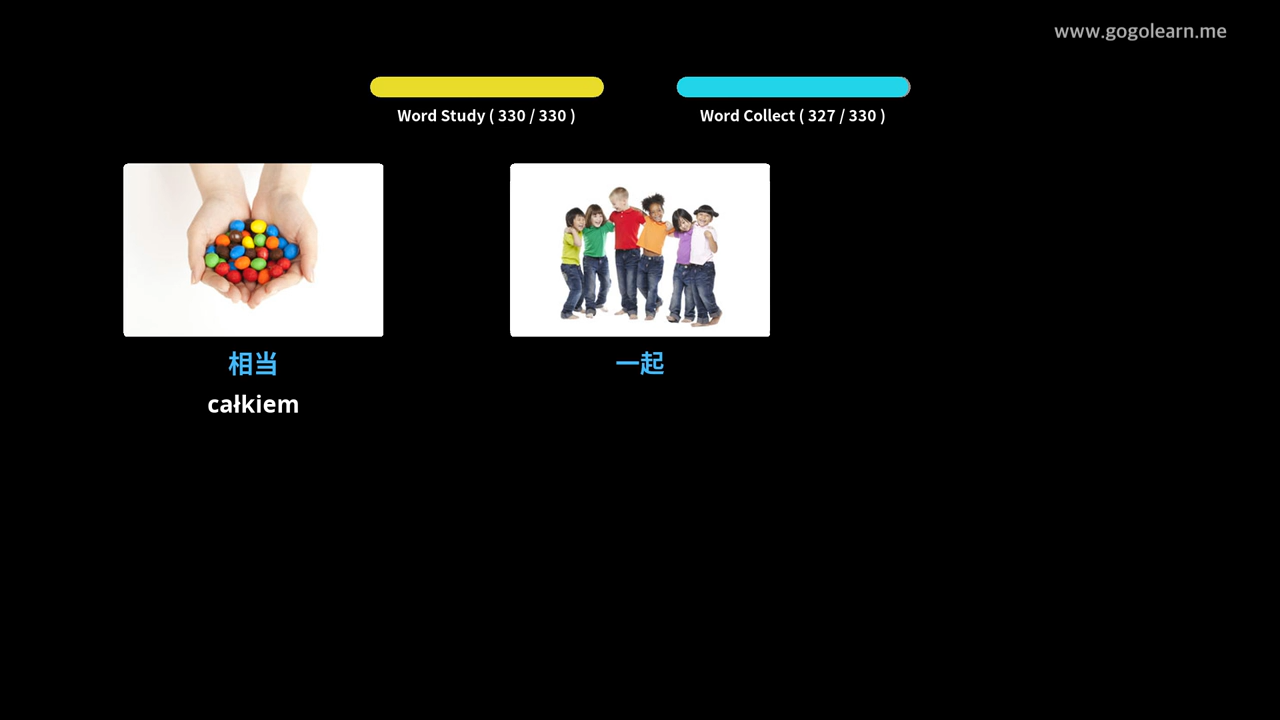 www.gogolearn.me
Word Study ( 330 / 330 )
Word Collect ( 327 / 330 )
相当
一起
całkiem